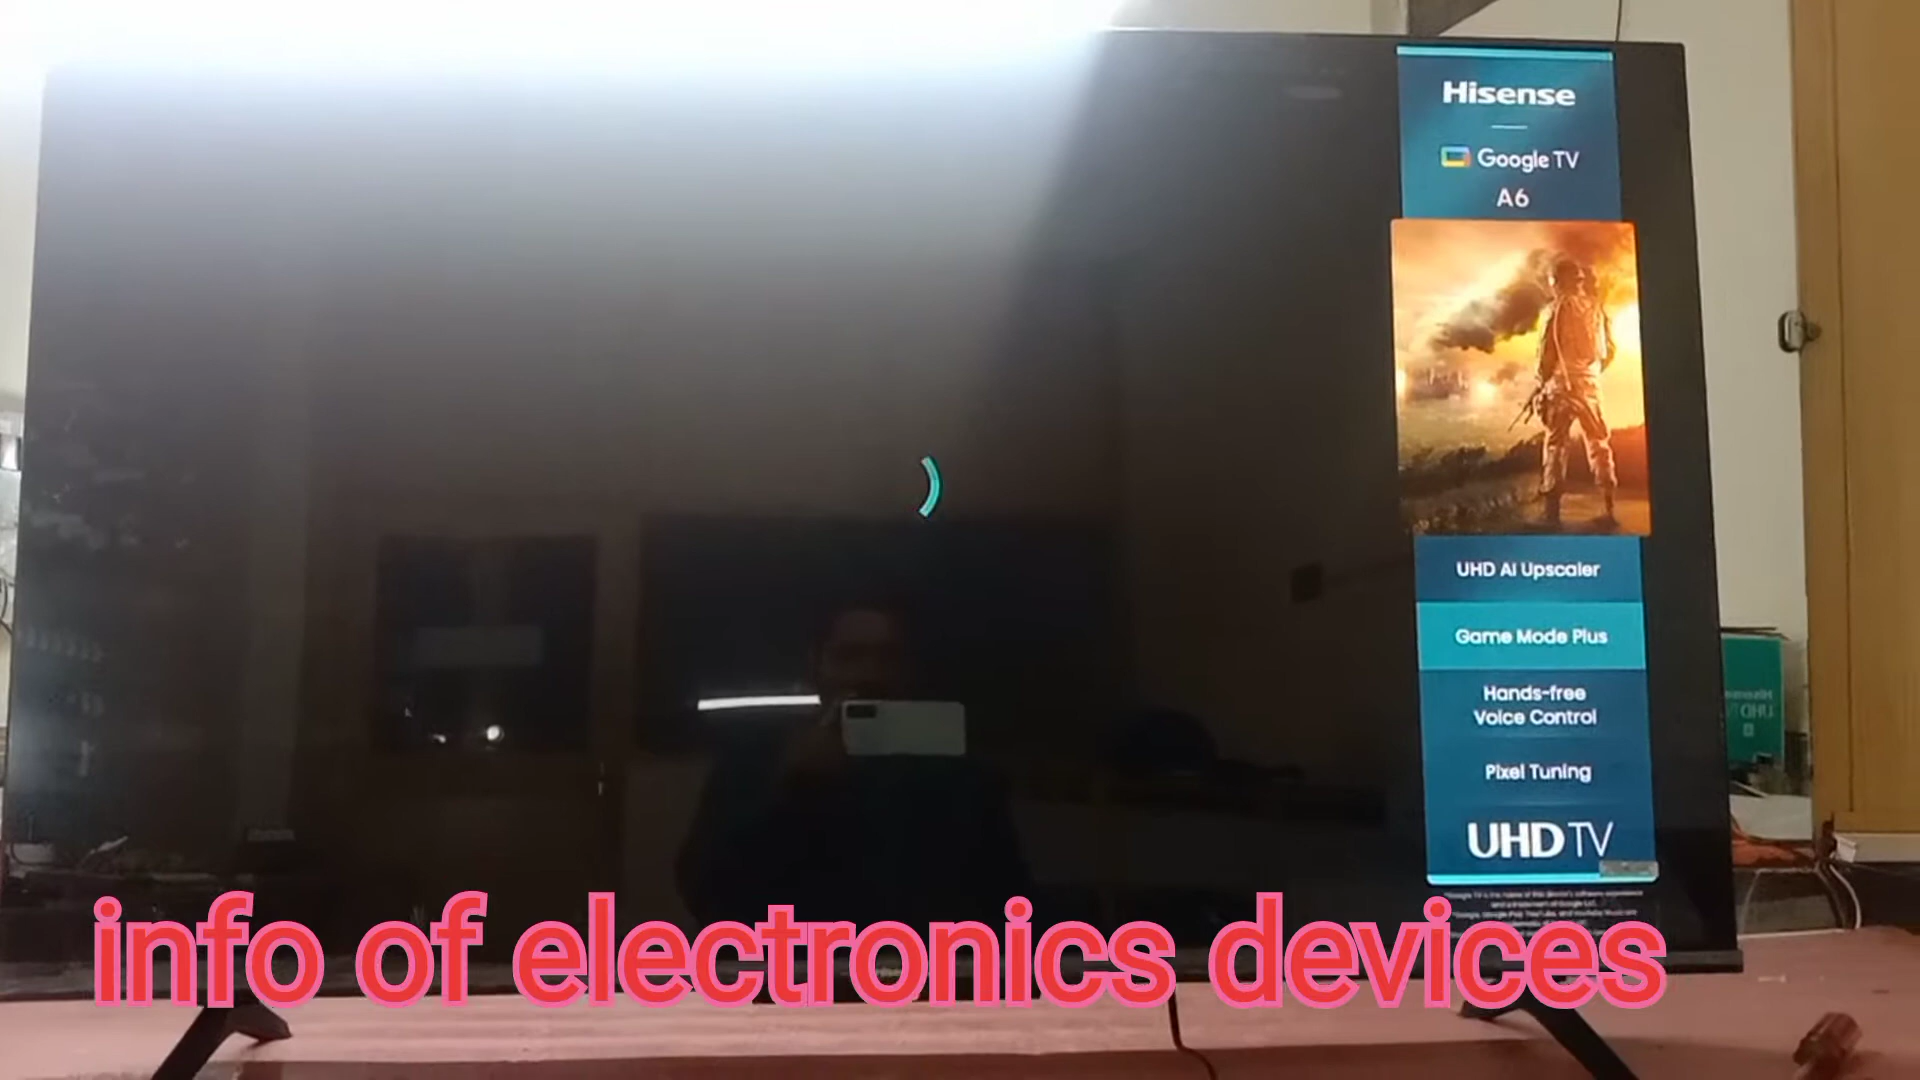 Hisense
Google TV
A6
UHD AI Upscaler
Game Mode Plus
Hands-free
Voice Control
Pixel Tuning
UHD TV
info of electronics devices